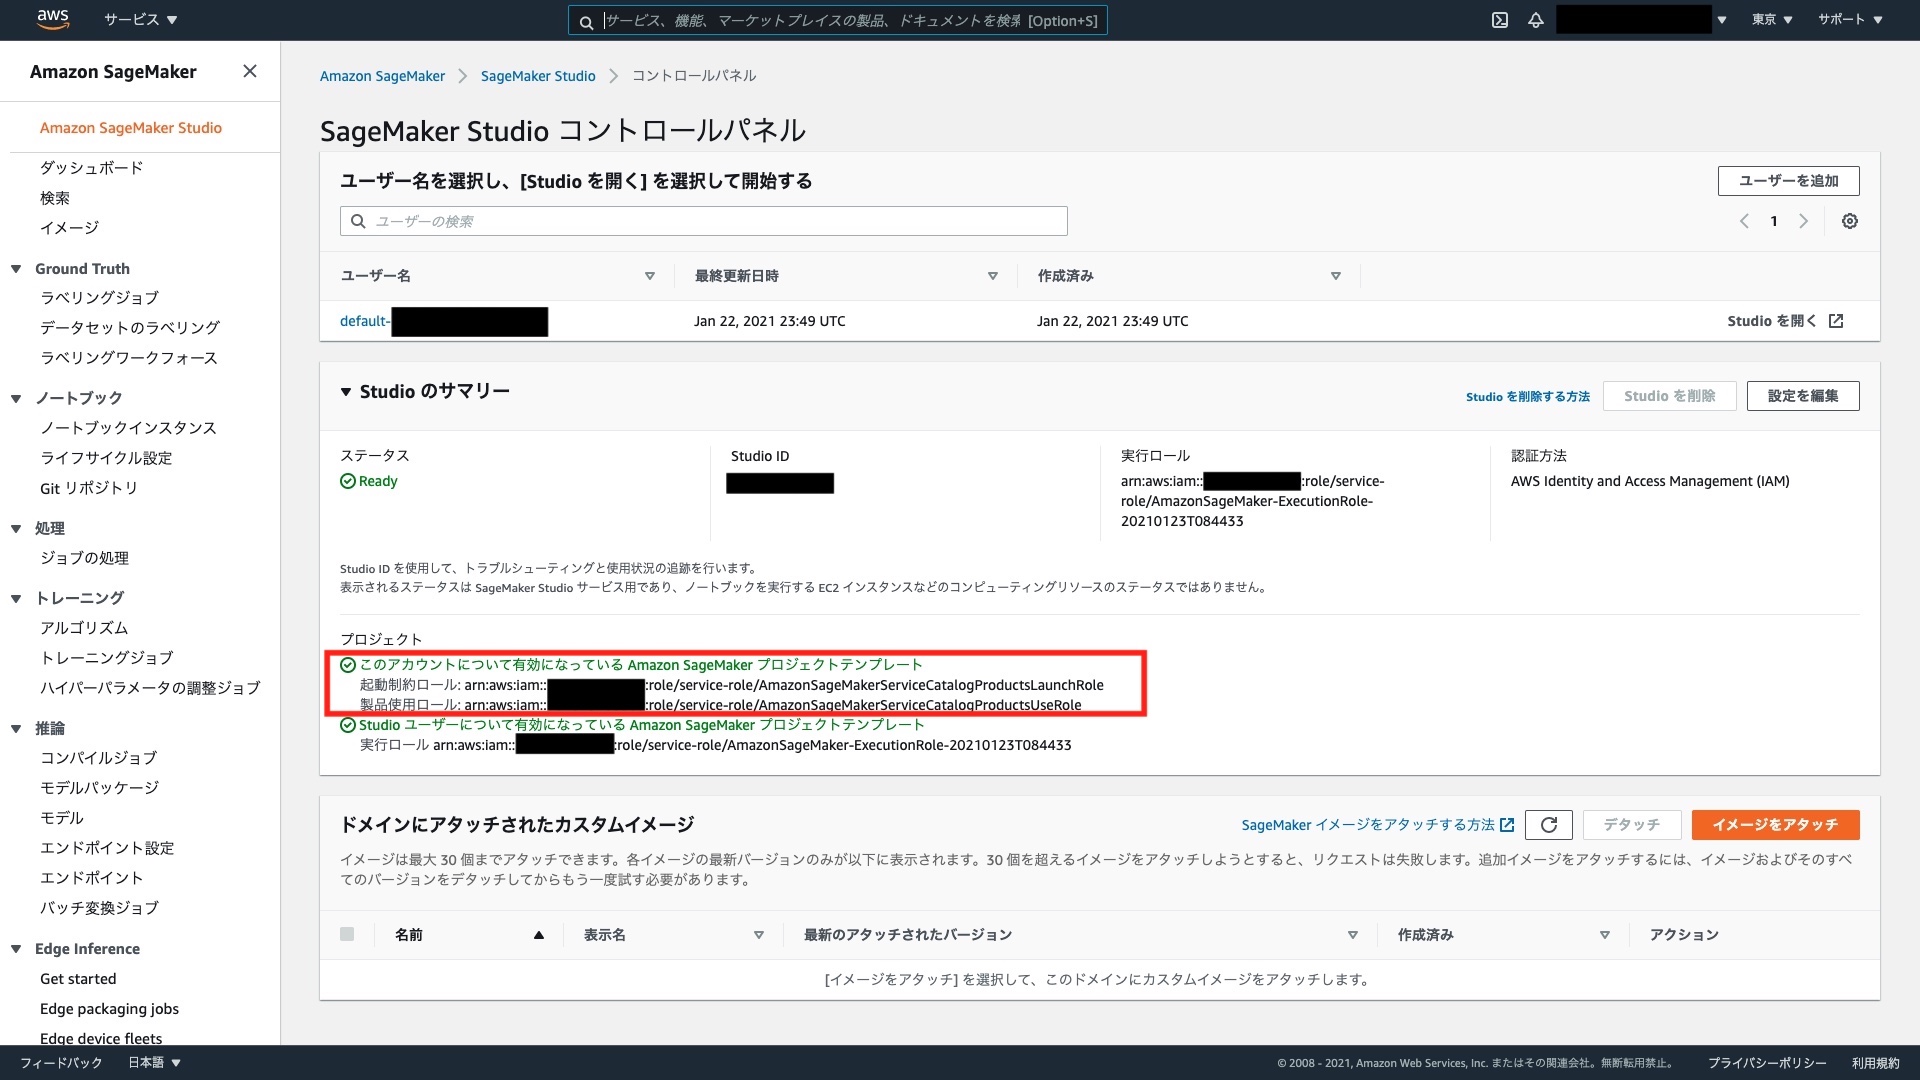 aws サービス ▼ サービス、機能、マーケットプレイスの製品、ドキュメントを検索 [Option+S] 東京 ▼ サポート ▼
Amazon SageMaker
Amazon SageMaker Studio
ダッシュボード
検索
イメージ
Ground Truth
ラベリングジョブ
データセットのラベリング
ラベリングワークフォース
ノートブック
ノートブックインスタンス
ライフサイクル設定
Git リポジトリ
処理
ジョブの処理
トレーニング
アルゴリズム
トレーニングジョブ
ハイパーパラメータの調整ジョブ
推論
コンパイルジョブ
モデルパッケージ
モデル
エンドポイント設定
エンドポイント
バッチ変換ジョブ
Edge Inference
Get started
Edge packaging jobs
Edge device fleets
Amazon SageMaker > SageMaker Studio > コントロールパネル
SageMaker Studio コントロールパネル
ユーザー名を選択し、[Studio を開く] を選択して開始する
ユーザーを追加
ユーザーの検索
1
ユーザー名 最終更新日時 作成済み
default- Jan 22, 2021 23:49 UTC Jan 22, 2021 23:49 UTC Studio を開く
Studio のサマリー
Studio を削除する方法 Studio を削除 設定を編集
ステータス
Ready
Studio ID
実行ロール
arn:aws:iam:: :role/service-
role/AmazonSageMaker-ExecutionRole-
20210123T084433
認証方法
AWS Identity and Access Management (IAM)
Studio ID を使用して、トラブルシューティングと使用状況の追跡を行います。
表示されるステータスは SageMaker Studio サービス用であり、ノートブックを実行する EC2 インスタンスなどのコンピューティングリソースのステータスではありません。
プロジェクト
このアカウントについて有効になっている Amazon SageMaker プロジェクトテンプレート
起動制約ロール: arn:aws:iam:: :role/service-role/AmazonSageMakerServiceCatalogProductsLaunchRole
製品使用ロール: arn:aws:iam:: :role/service-role/AmazonSageMakerServiceCatalogProductsUseRole
Studio ユーザーについて有効になっている Amazon SageMaker プロジェクトテンプレート
実行ロール arn:aws:iam:: :role/service-role/AmazonSageMaker-ExecutionRole-20210123T084433
ドメインにアタッチされたカスタムイメージ
SageMaker イメージをアタッチする方法 デタッチ イメージをアタッチ
イメージは最大 30 個までアタッチできます。各イメージの最新バージョンのみが以下に表示されます。30 個を超えるイメージをアタッチしようとすると、リクエストは失敗します。追加イメージをアタッチするには、イメージおよびそのすべ
てのバージョンをデタッチしてからもう一度試す必要があります。
名前 表示名 最新のアタッチされたバージョン 作成済み アクション
[イメージをアタッチ] を選択して、このドメインにカスタムイメージをアタッチします。
フィードバック 日本語 ▼ © 2008 - 2021, Amazon Web Services, Inc. またはその関連会社。無断転用禁止。 プライバシーポリシー 利用規約